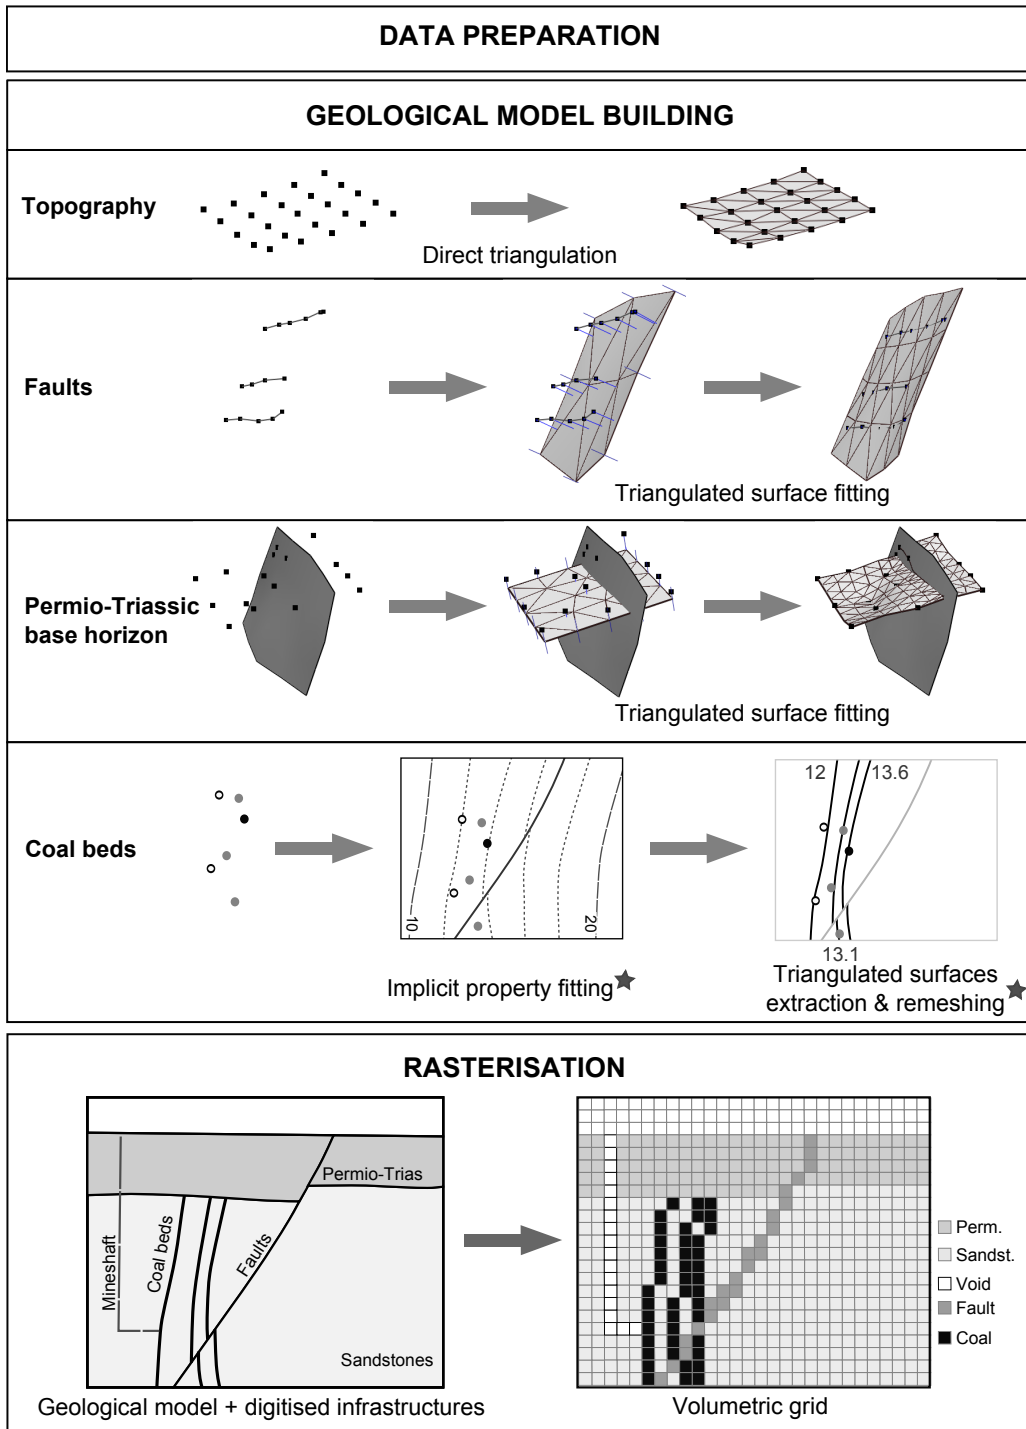 DATA PREPARATION
GEOLOGICAL MODEL BUILDING
Topography
Direct triangulation
Faults
Triangulated surface fitting
Permio-Triassic
base horizon
Triangulated surface fitting
Coal beds
10
20
Implicit property fitting
12
13.6
13.1
Triangulated surfaces
extraction & remeshing
RASTERISATION
Permio-Trias
Mineshaft
Coal beds
Faults
Sandstones
Geological model + digitised infrastructures
Perm.
Sandst.
Void
Fault
Coal
Volumetric grid